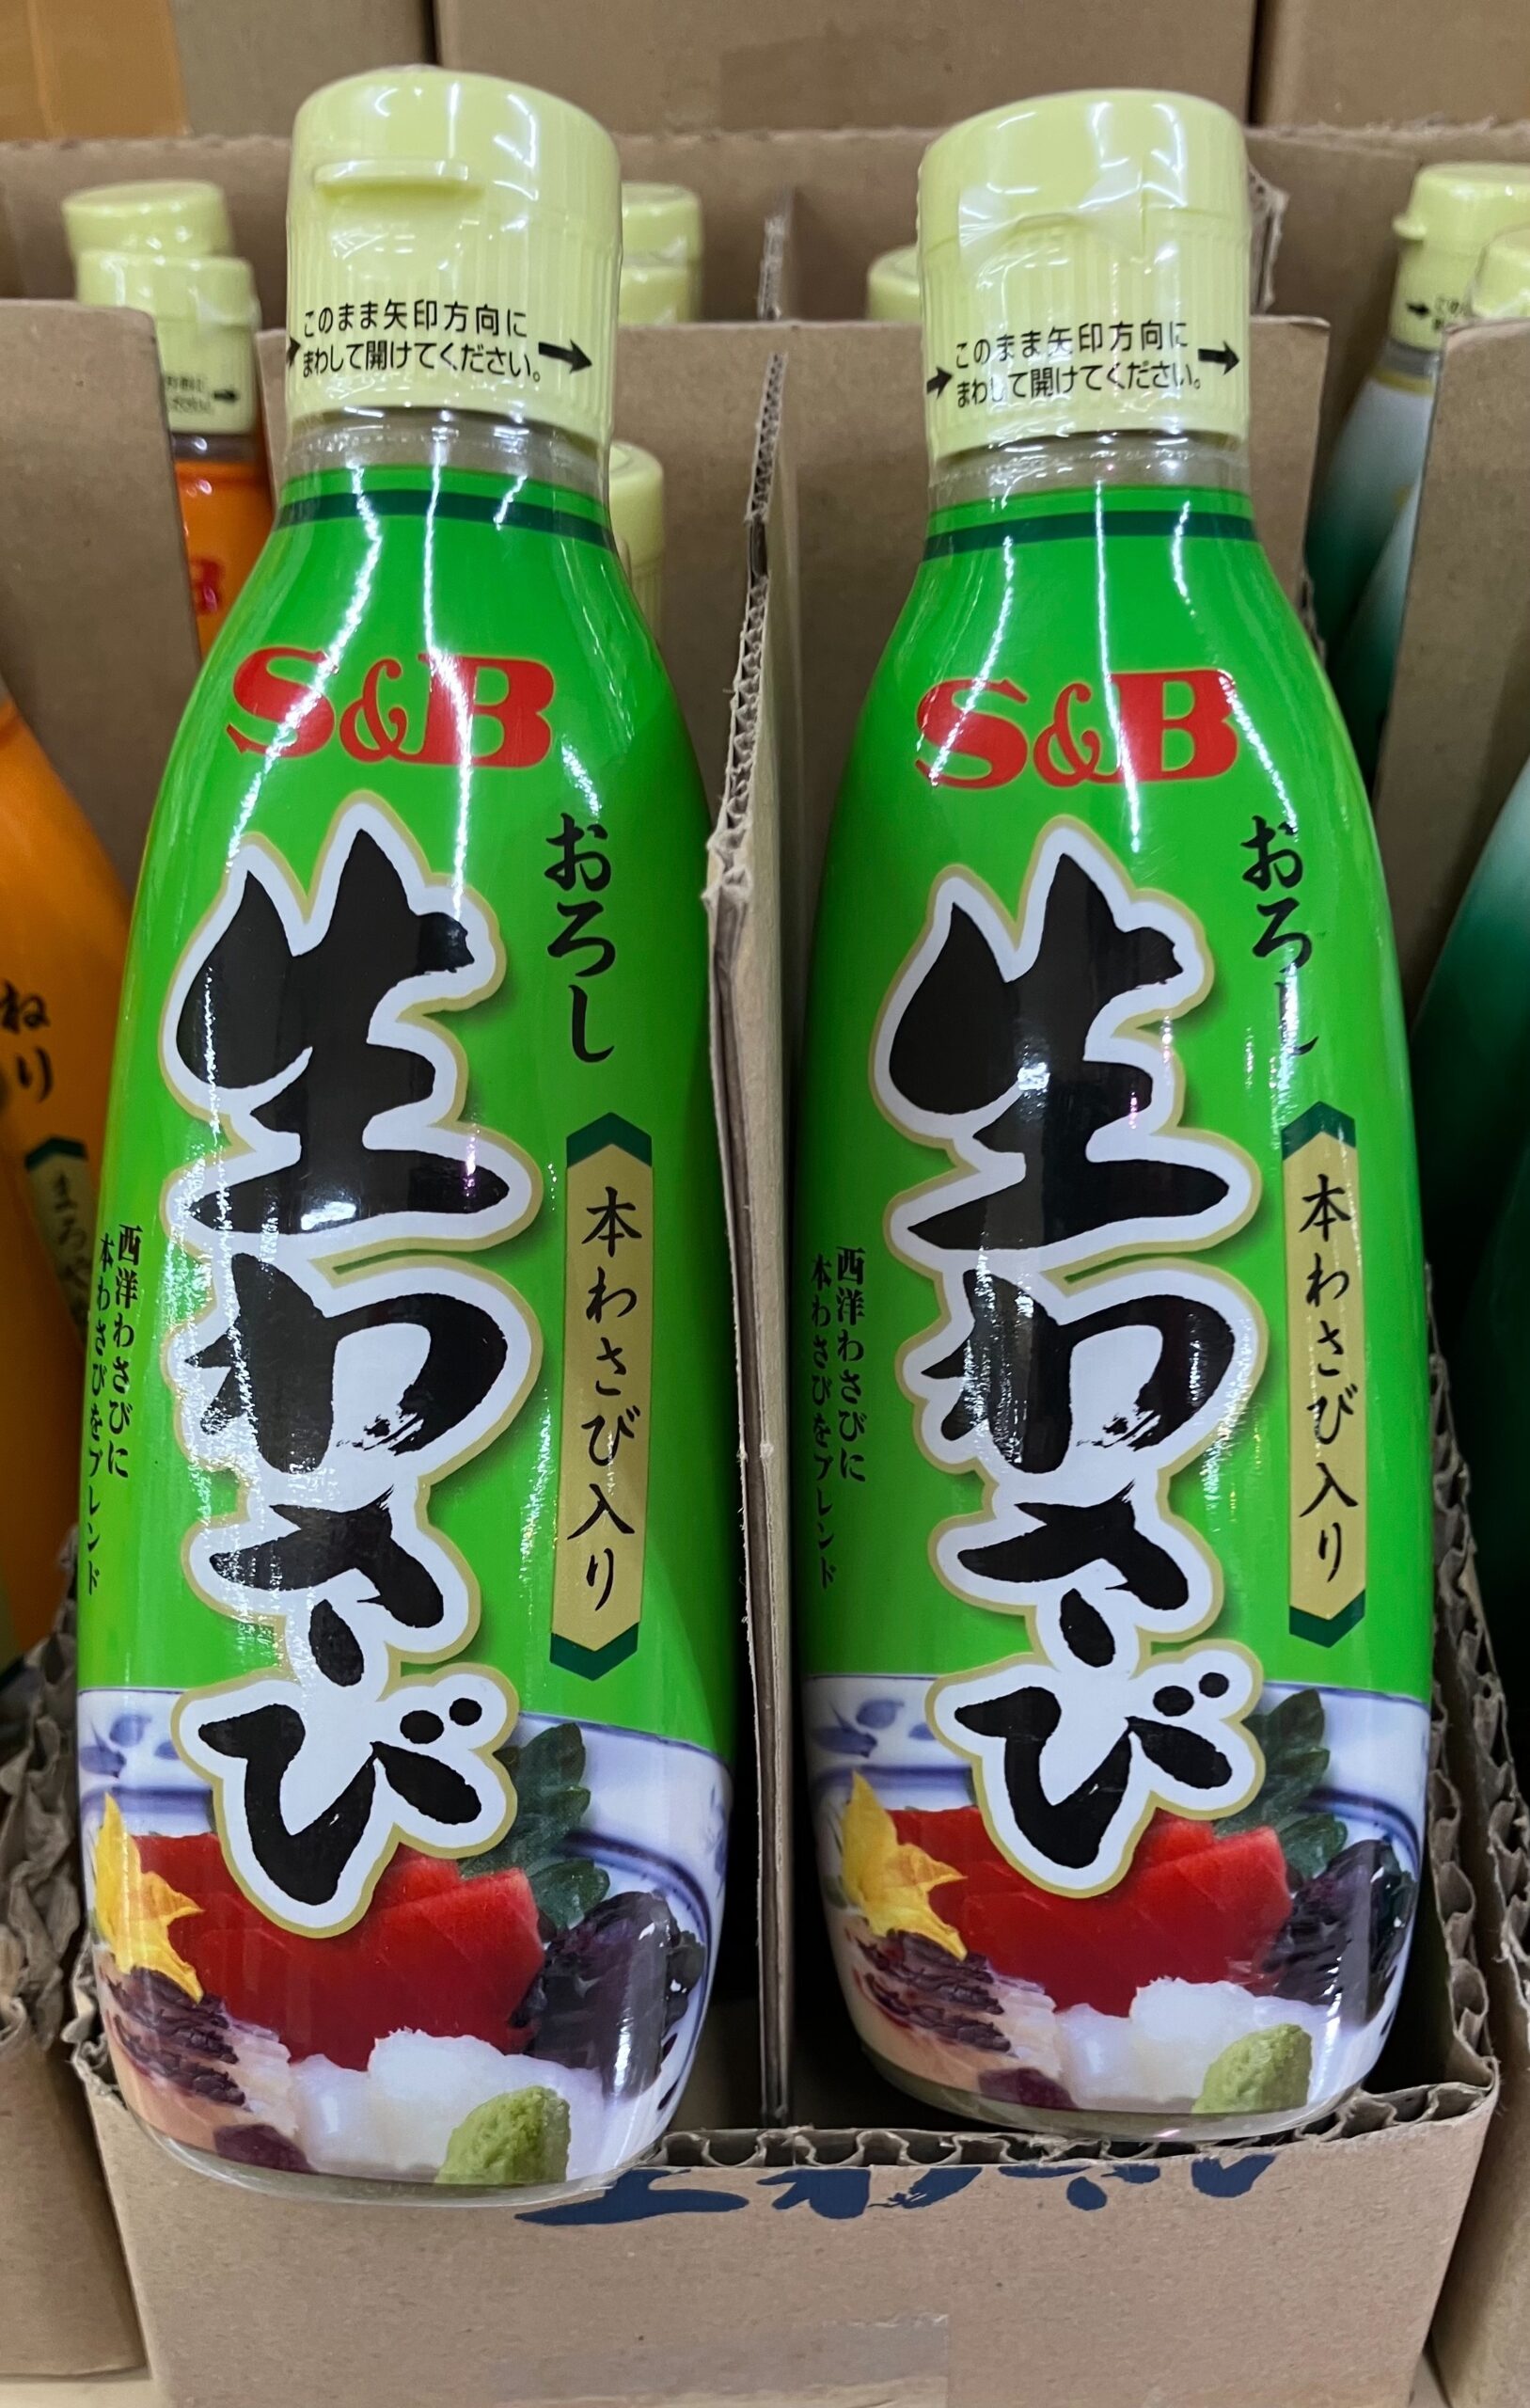 このまま矢印方向に
まわして開けてください。
S&B
おろし
生わさび
本わさび入り
西洋わさびに
本わさびをブレンド
このまま矢印方向に
まわして開けてください。
S&B
おろし
生わさび
本わさび入り
西洋わさびに
本わさびをブレンド
ねり